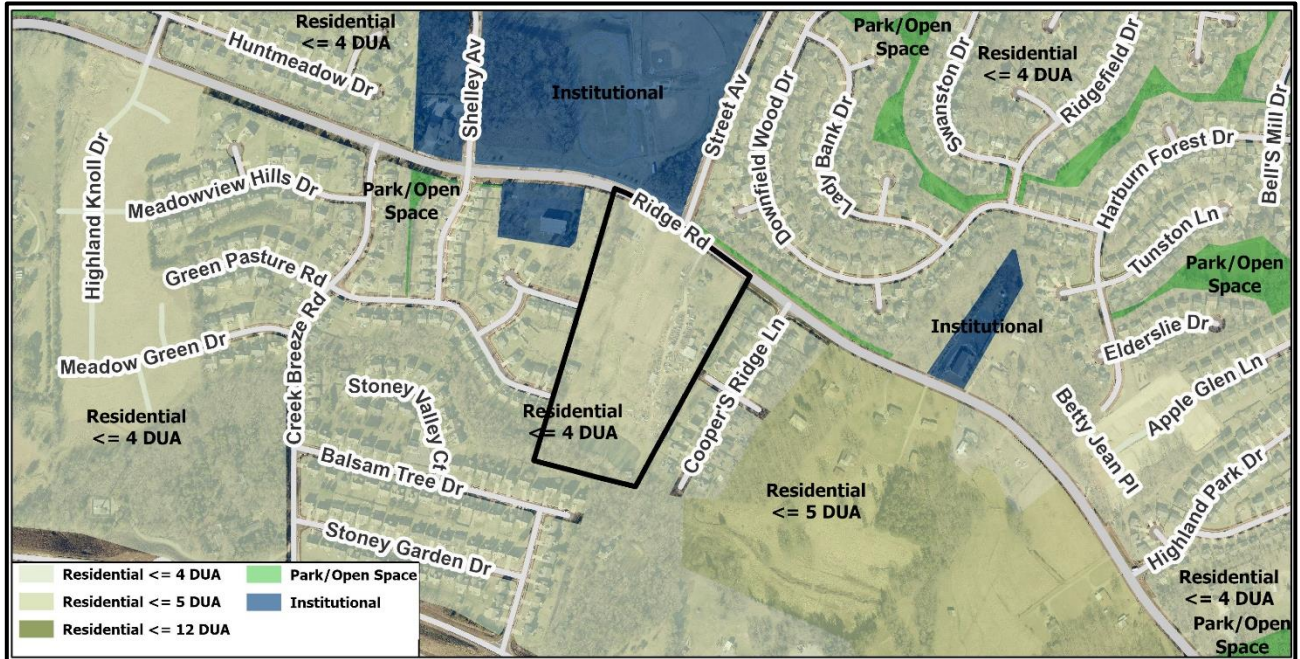 Residential
<= 4 DUA
Huntmeadow Dr
Shelley Av
Institutional
Street Av
Park/Open
Space
Residential
<= 4 DUA
Swanston Dr
Ridgefield Dr
Downfield Wood Dr
Lady Bank Dr
Harburn Forest Dr
Bell'S Mill Dr
Highland Knoll Dr
Meadowview Hills Dr
Park/Open
Space
Ridge Rd
Tunston Ln
Green Pasture Rd
Park/Open
Space
Institutional
Elderslie Dr
Meadow Green Dr
Creek Breeze Rd
Cooper'S Ridge Ln
Apple Glen Ln
Betty Jean Pl
Stoney Valley Ct
Residential
<= 4 DUA
Residential
<= 4 DUA
Balsam Tree Dr
Residential
<= 5 DUA
Highland Park Dr
Stoney Garden Dr
Residential
<= 4 DUA
Park/Open
Space
Residential <= 4 DUA
Residential <= 5 DUA
Residential <= 12 DUA
Park/Open Space
Institutional